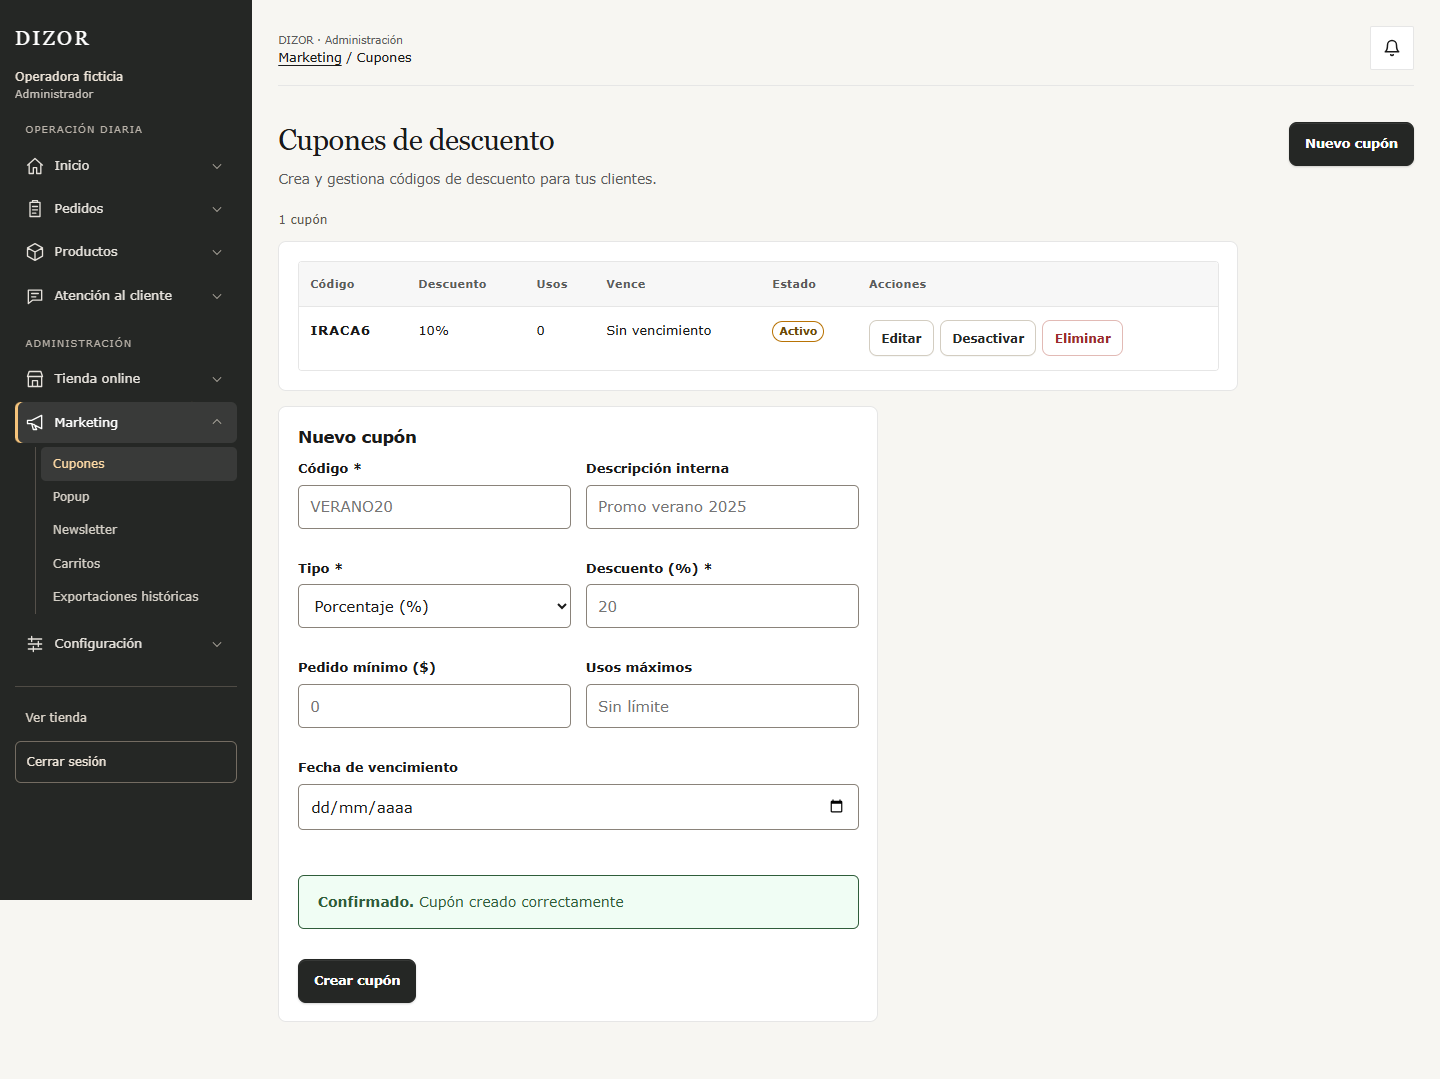 DIZOR
Operadora ficticia
Administrador
OPERACIÓN DIARIA
Inicio
Pedidos
Productos
Atención al cliente
ADMINISTRACIÓN
Tienda online
Marketing
Cupones
Popup
Newsletter
Carritos
Exportaciones históricas
Configuración
Ver tienda
Cerrar sesión
DIZOR · Administración
Marketing / Cupones
Cupones de descuento
Nuevo cupón
Crea y gestiona códigos de descuento para tus clientes.
1 cupón
Código Descuento Usos Vence Estado Acciones
IRACA6 10% 0 Sin vencimiento Activo Editar Desactivar Eliminar
Nuevo cupón
Código * Descripción interna
VERANO20 Promo verano 2025
Tipo * Descuento (%) *
Porcentaje (%) 20
Pedido mínimo ($) Usos máximos
0 Sin límite
Fecha de vencimiento
dd/mm/aaaa
Confirmado. Cupón creado correctamente
Crear cupón